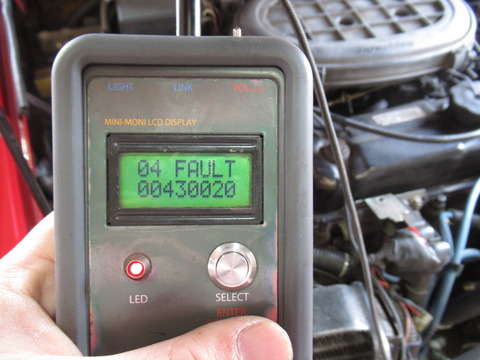 LIGHT LINK
MINI-MONI LCD DISPLAY
04 FAULT
00430020
LED
SELECT
ENTER